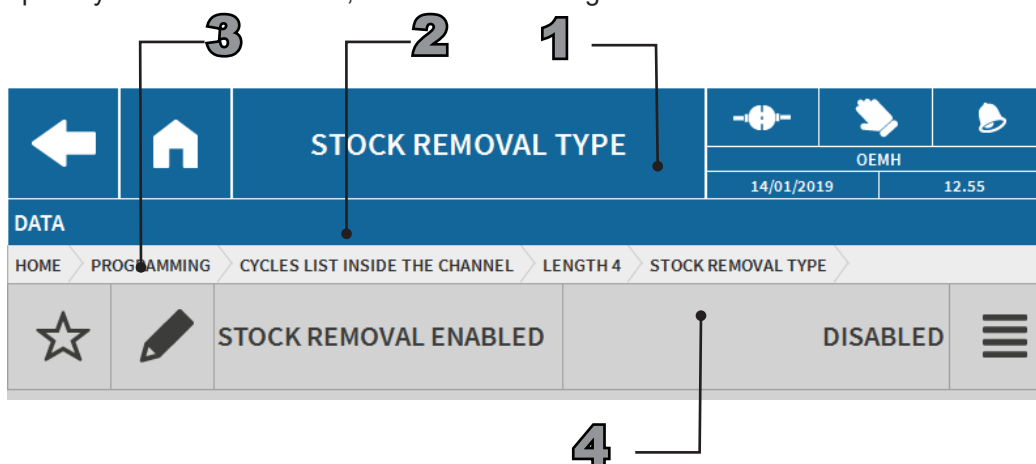 3 2 1
STOCK REMOVAL TYPE
OEMH
14/01/2019 12.55
DATA
HOME PROGRAMMING CYCLES LIST INSIDE THE CHANNEL LENGTH 4 STOCK REMOVAL TYPE
STOCK REMOVAL ENABLED DISABLED
4